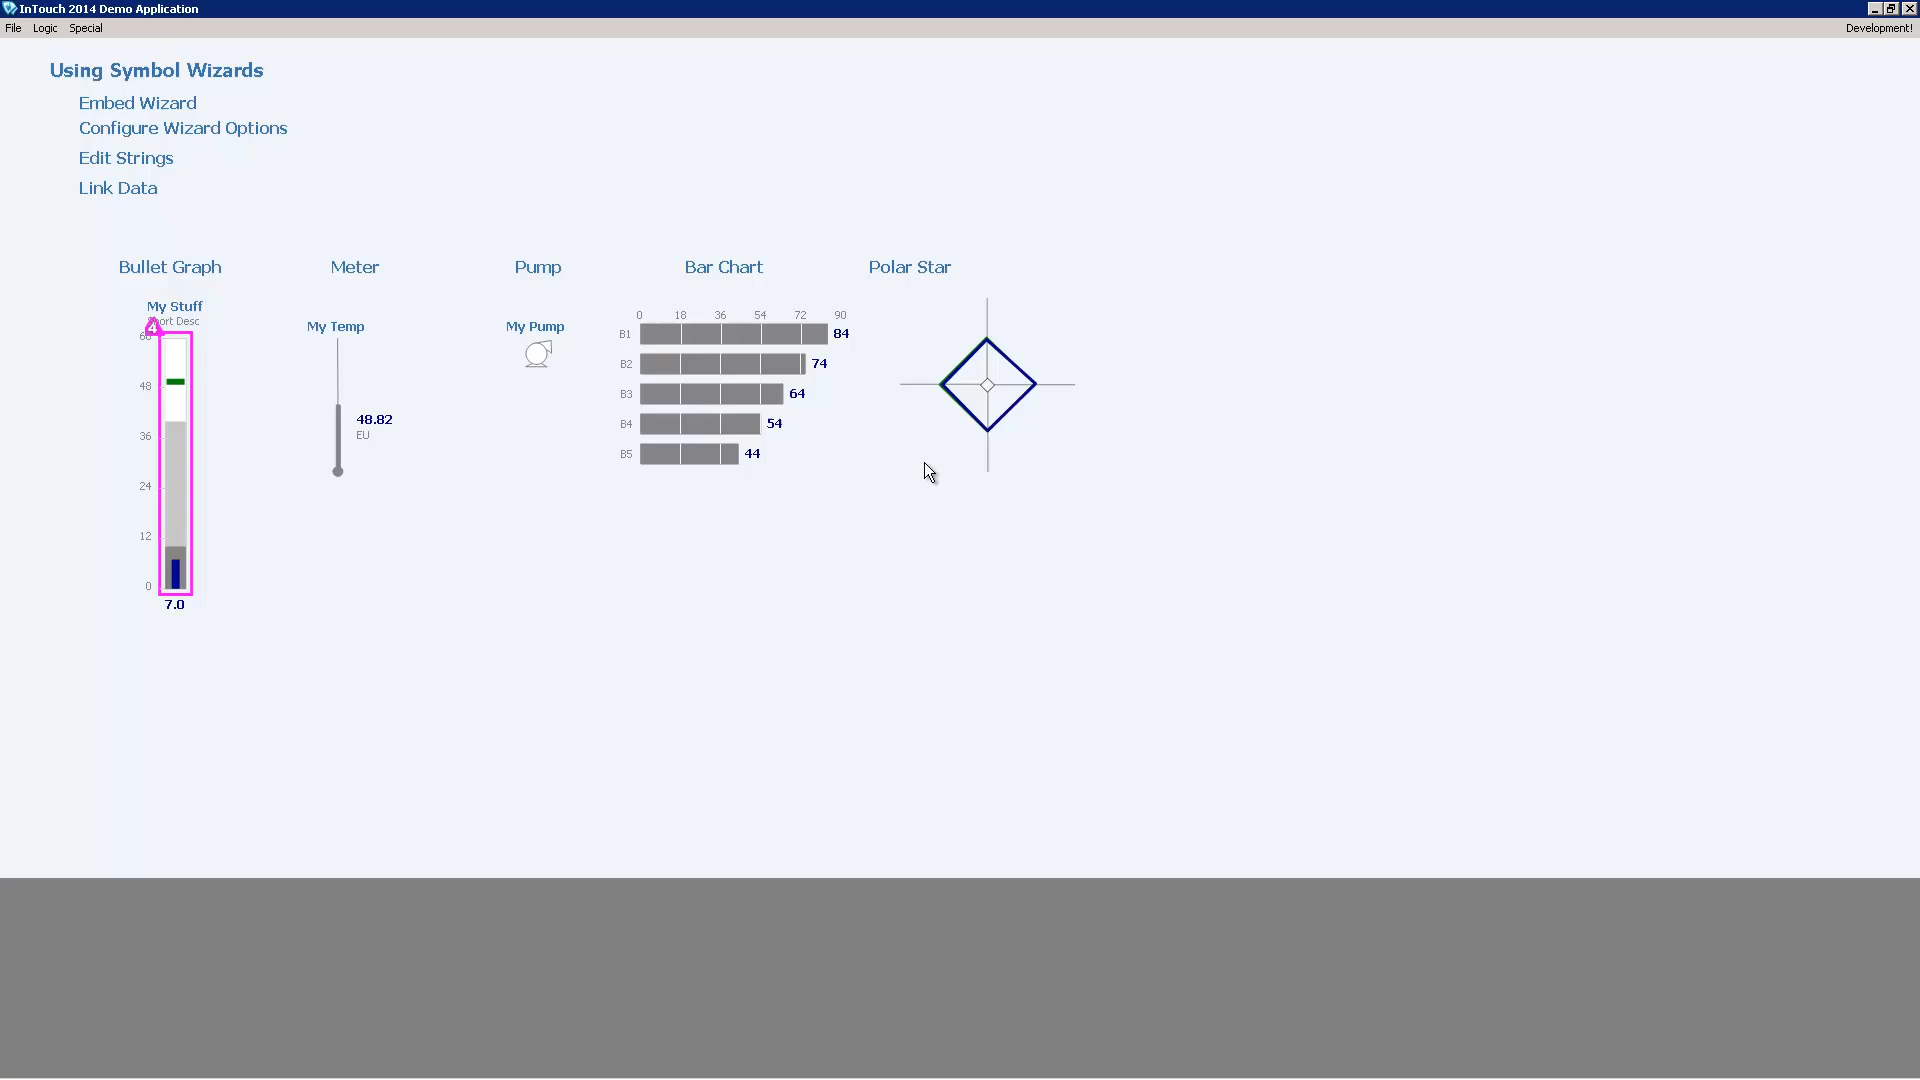 InTouch 2014 Demo Application
File Logic Special Development!
Using Symbol Wizards
Embed Wizard
Configure Wizard Options
Edit Strings
Link Data
Bullet Graph Meter Pump Bar Chart Polar Star
My Stuff
4
My Temp
My Pump
48
36
24
12
0
7.0
48.82
EU
0 18 36 54 72 90
B1 84
B2 74
B3 64
B4 54
B5 44